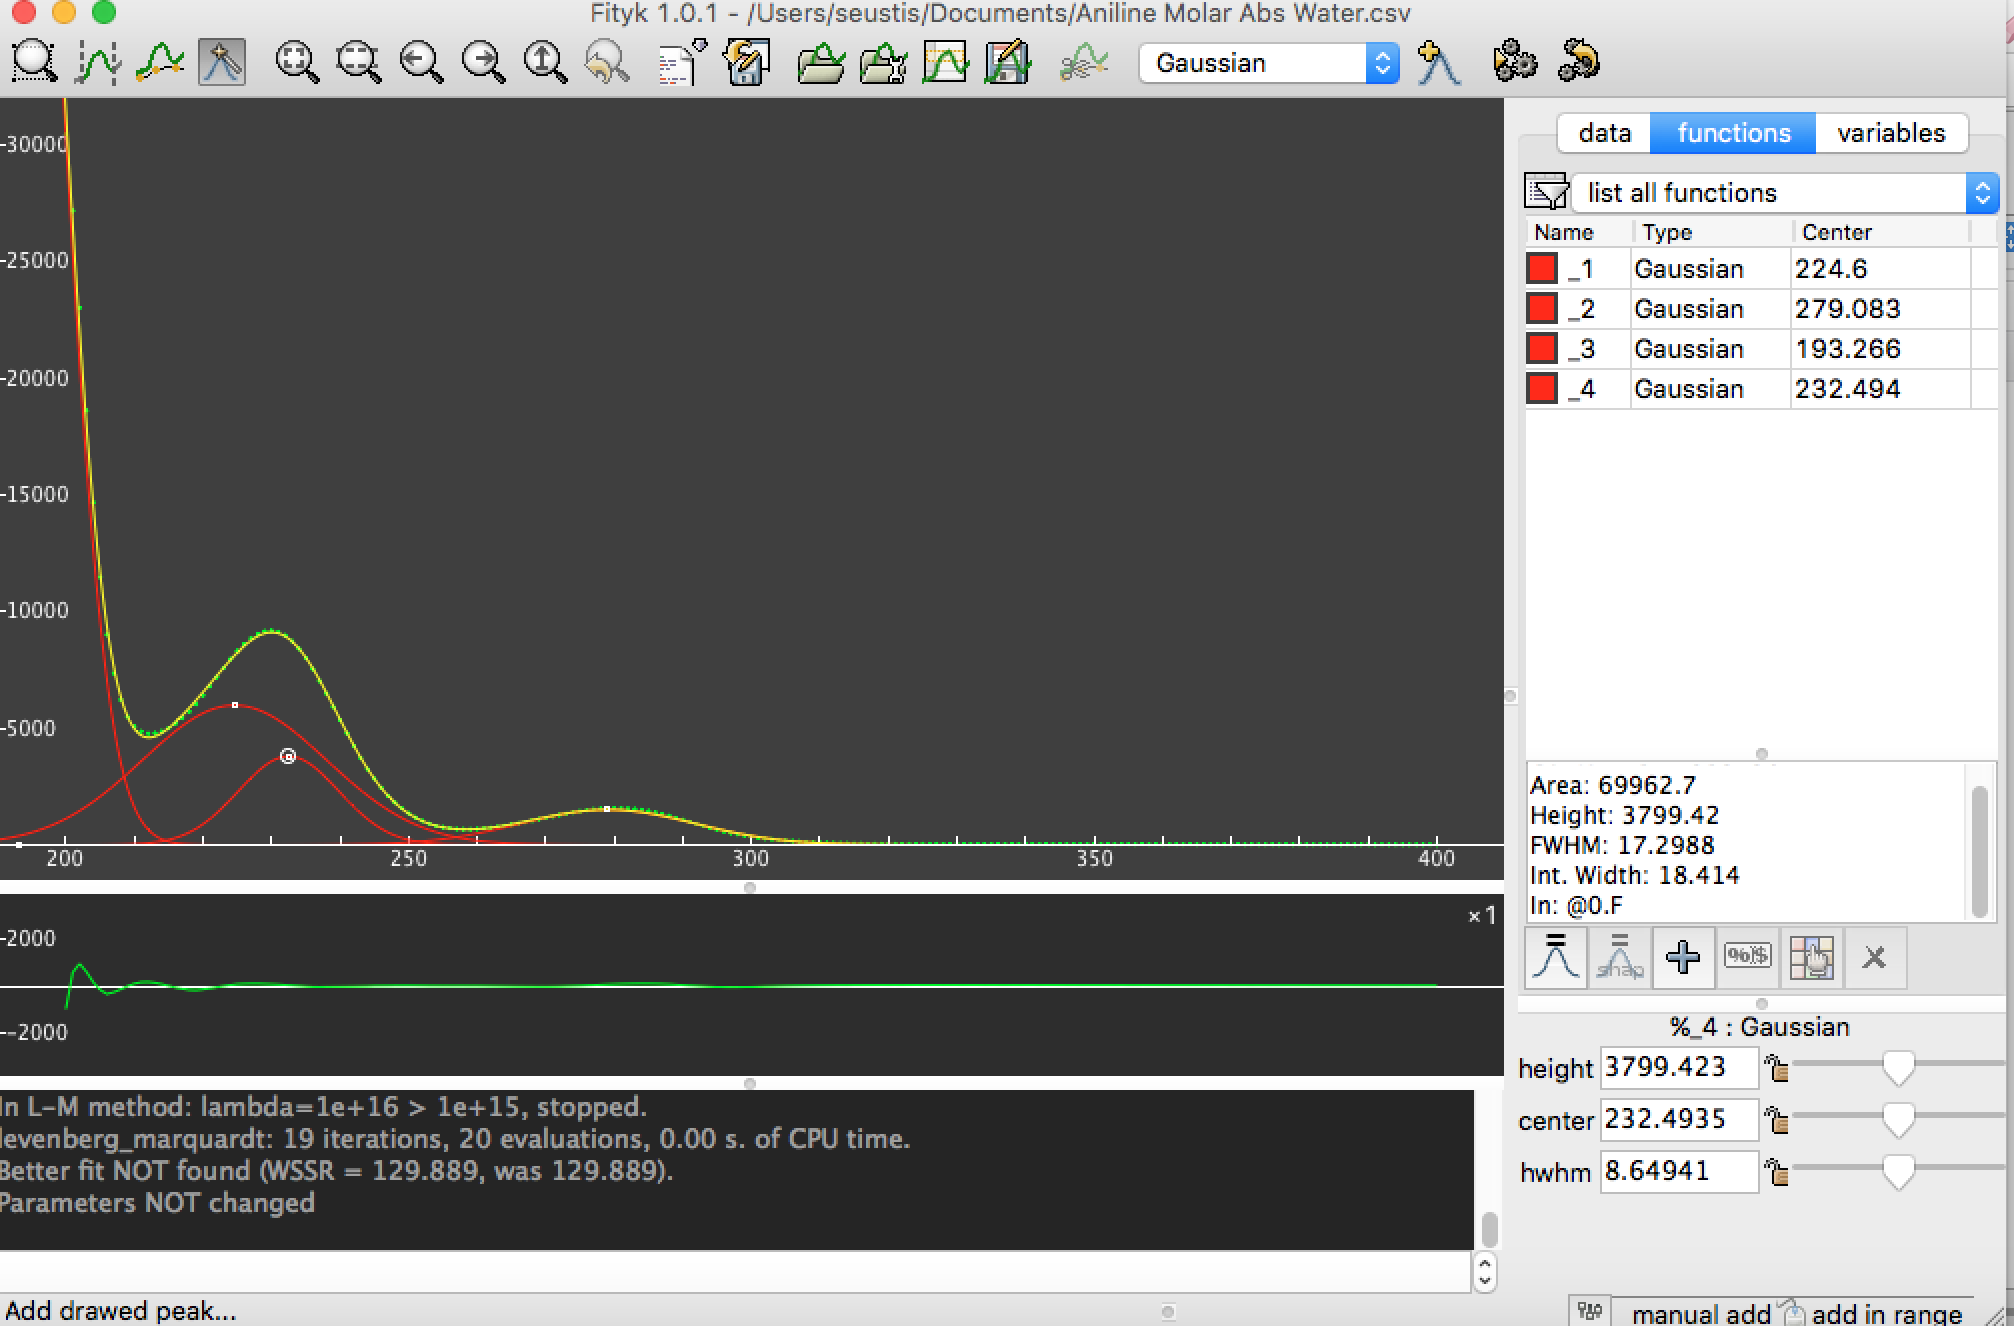 Fityk 1.0.1 - /Users/seustis/Documents/Aniline Molar Abs Water.csv
Gaussian
30000
25000
20000
15000
10000
5000
200 250 300 350 400
×1
2000
-2000
In L-M method: lambda=1e+16 > 1e+15, stopped.
levenberg_marquardt: 19 iterations, 20 evaluations, 0.00 s. of CPU time.
Better fit NOT found (WSSR = 129.889, was 129.889).
Parameters NOT changed
Add drawed peak...
data functions variables
list all functions
Name Type Center
_1 Gaussian 224.6
_2 Gaussian 279.083
_3 Gaussian 193.266
_4 Gaussian 232.494
Area: 69962.7
Height: 3799.42
FWHM: 17.2988
Int. Width: 18.414
In: @0.F
= = snap %|$
%_4 : Gaussian
height 3799.423
center 232.4935
hwhm 8.64941
manual add add in range